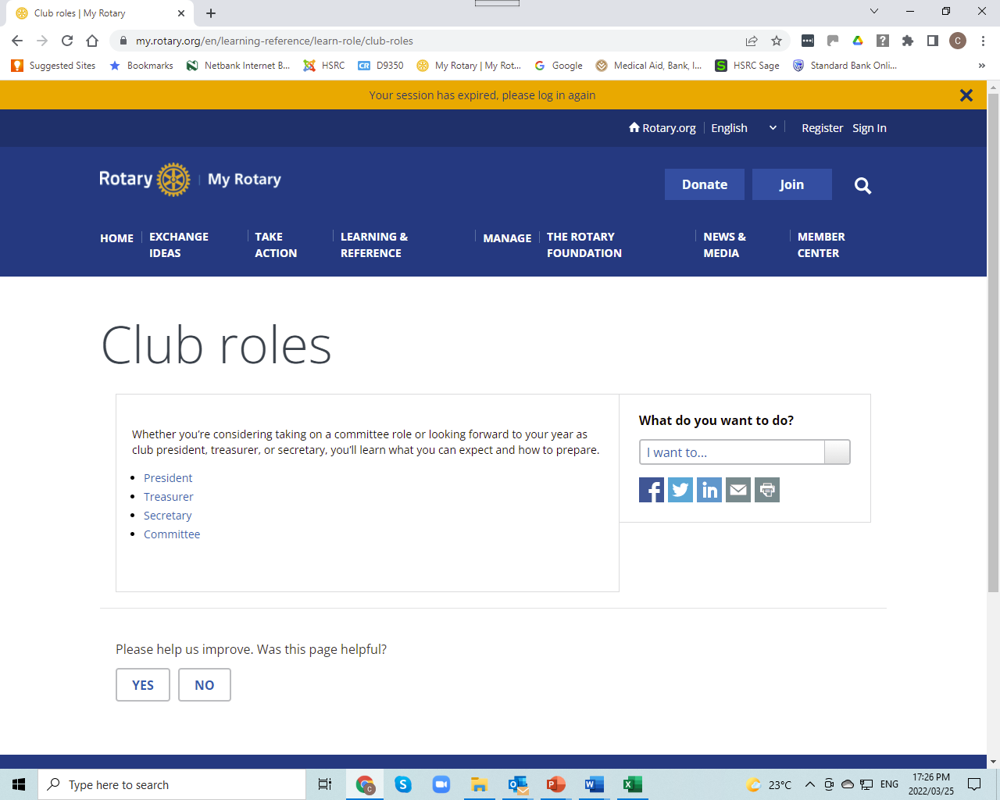 Club roles | My Rotary
my.rotary.org/en/learning-reference/learn-role/club-roles
C
Suggested Sites Bookmarks Netbank Internet B... HSRC CR D9350 My Rotary | My Rot... G Google Medical Aid, Bank, I... S HSRC Sage Standard Bank Onli... »
Your session has expired, please log in again
Rotary.org English Register Sign In
Rotary | My Rotary
Donate Join
HOME EXCHANGE IDEAS TAKE ACTION LEARNING & REFERENCE MANAGE THE ROTARY FOUNDATION NEWS & MEDIA MEMBER CENTER
Club roles
Whether you’re considering taking on a committee role or looking forward to your year as
club president, treasurer, or secretary, you’ll learn what you can expect and how to prepare.
President
Treasurer
Secretary
Committee
What do you want to do?
I want to...
Please help us improve. Was this page helpful?
YES NO
Type here to search
23°C ENG 17:26 PM
2022/03/25